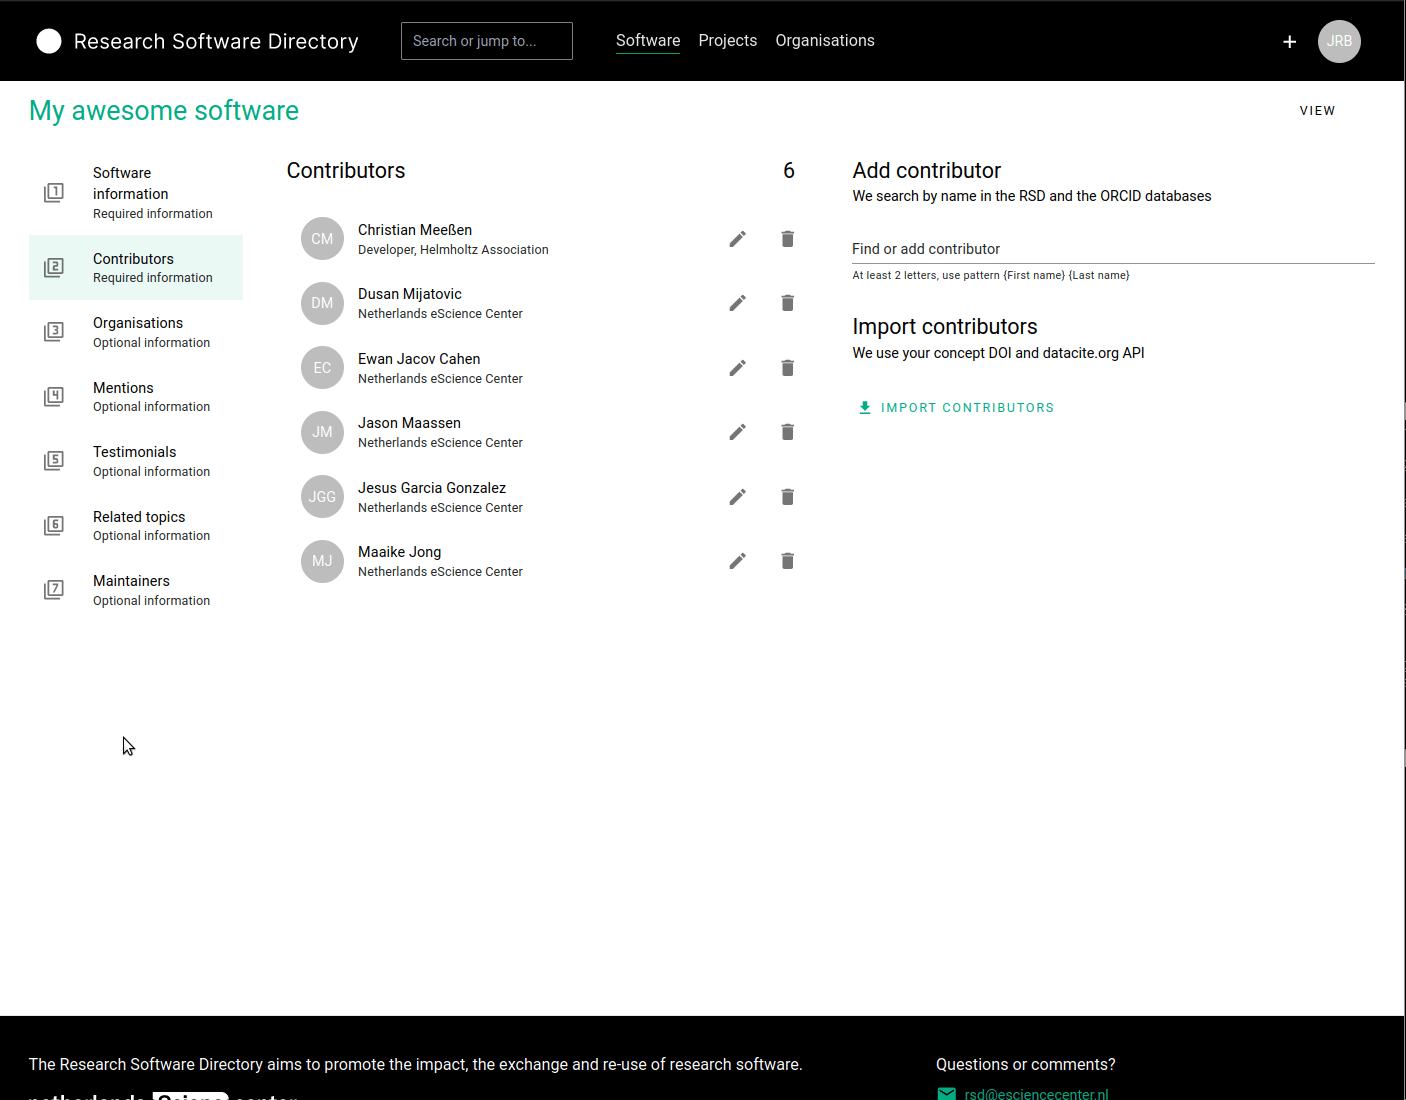 Research Software Directory
Search or jump to...
Software Projects Organisations
+
JRB
My awesome software
VIEW
1
Software
information
Required information
2
Contributors
Required information
3
Organisations
Optional information
4
Mentions
Optional information
5
Testimonials
Optional information
6
Related topics
Optional information
7
Maintainers
Optional information
Contributors 6
CM
Christian Meeßen
Developer, Helmholtz Association
DM
Dusan Mijatovic
Netherlands eScience Center
EC
Ewan Jacov Cahen
Netherlands eScience Center
JM
Jason Maassen
Netherlands eScience Center
JGG
Jesus Garcia Gonzalez
Netherlands eScience Center
MJ
Maaike Jong
Netherlands eScience Center
Add contributor
We search by name in the RSD and the ORCID databases
Find or add contributor
At least 2 letters, use pattern {First name} {Last name}
Import contributors
We use your concept DOI and datacite.org API
IMPORT CONTRIBUTORS
The Research Software Directory aims to promote the impact, the exchange and re-use of research software.
netherlands eScience center
Questions or comments?
rsd@esciencecenter.nl